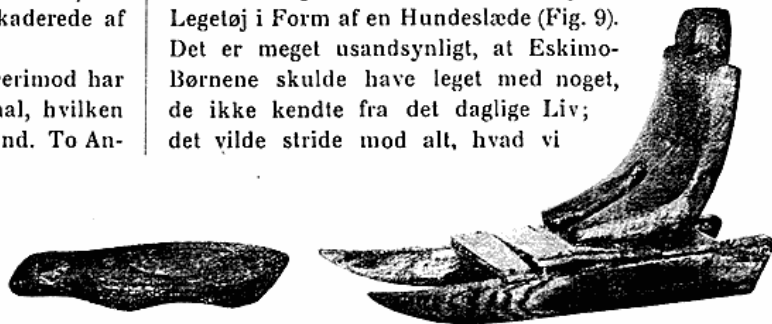 kaderede af
erimod har
al, hvilken
nd. To An-
Legetøj i Form af en Hundeslæde (Fig. 9).
Det er meget usandsynligt, at Eskimo-
Børnene skulde have leget med noget,
de ikke kendte fra det daglige Liv;
det vilde stride mod alt, hvad vi